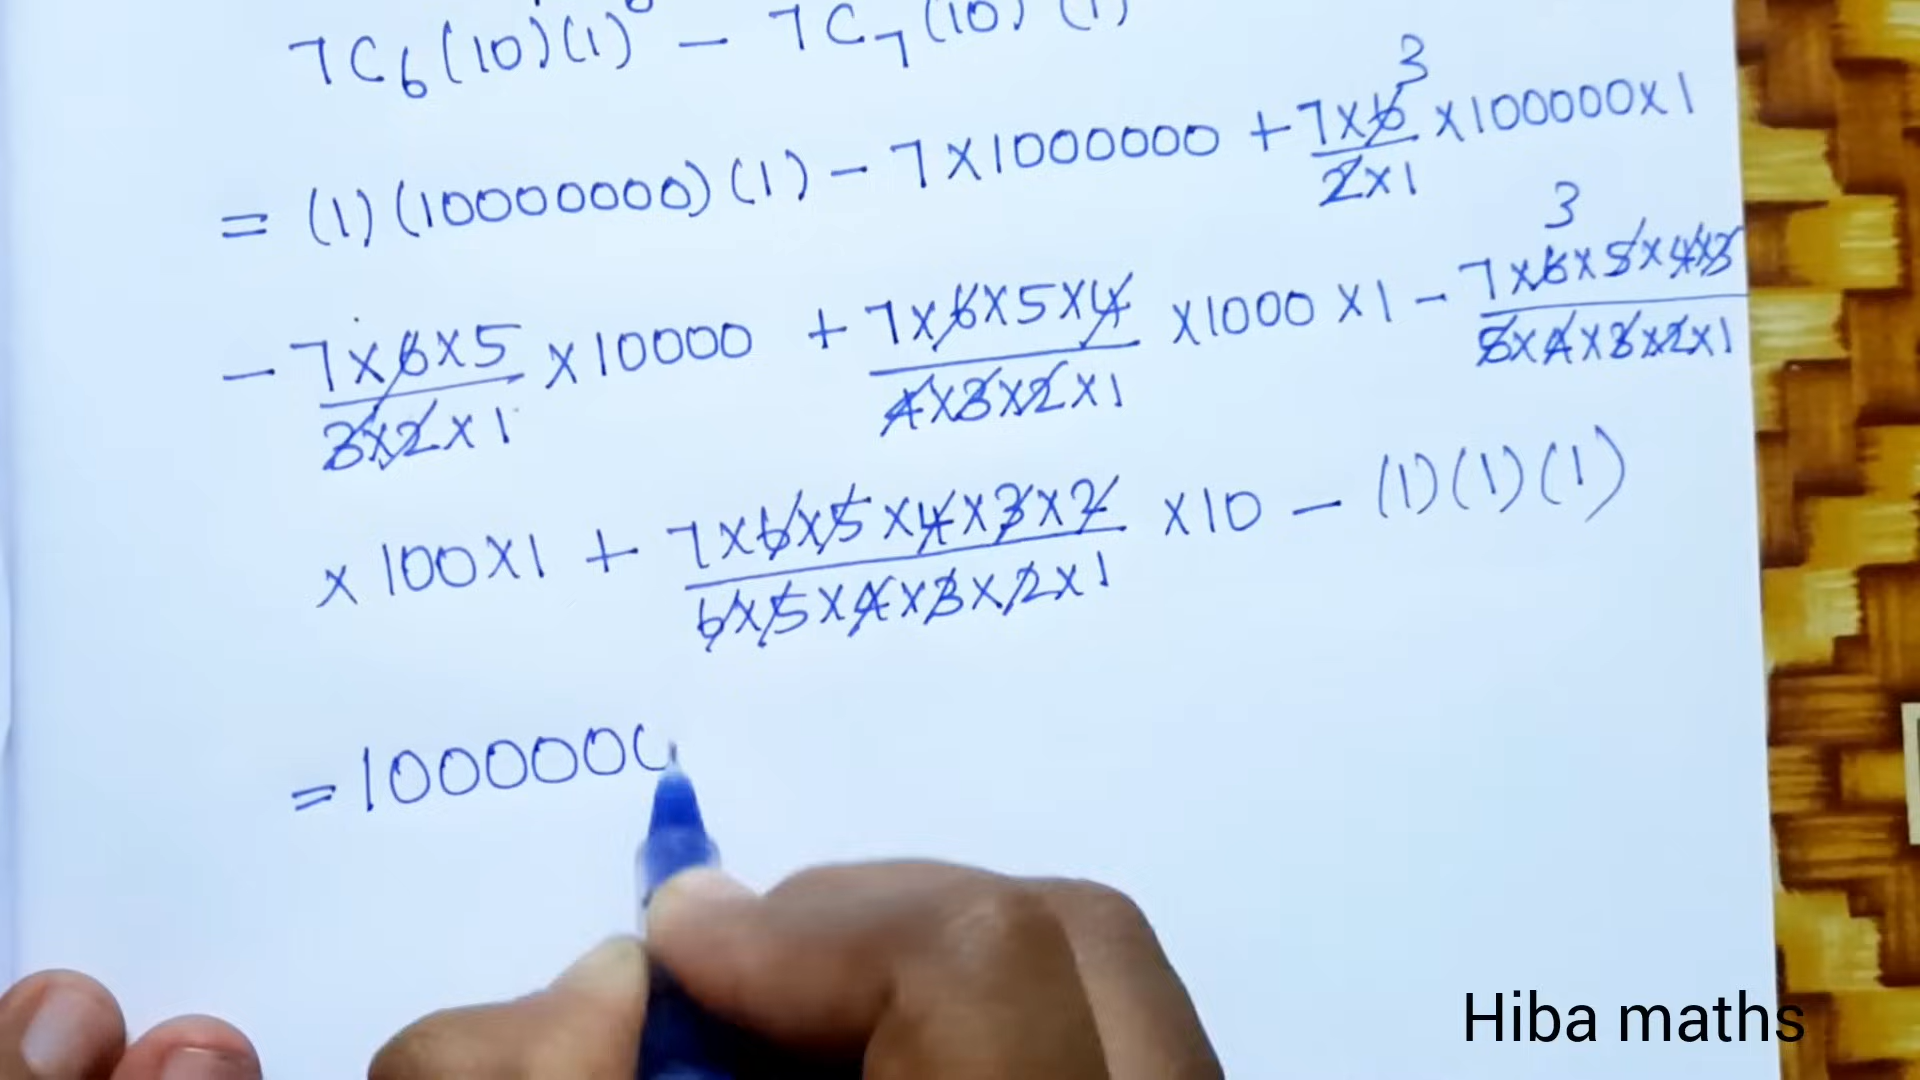 7C₆(10)(1)⁶ - 7C₇(10) (1)
= (1)(10000000)(1) - 7×1000000 + 7×6/2×1 ×100000×1
3
- 7×6×5/3×2×1 ×10000 + 7×6×5×4/4×3×2×1 ×1000×1 - 7×6×5×4×3/5×4×3×2×1
3
×100×1 + 7×6×5×4×3×2/6×5×4×3×2×1 ×10 - (1)(1)(1)
= 1000000
Hiba maths